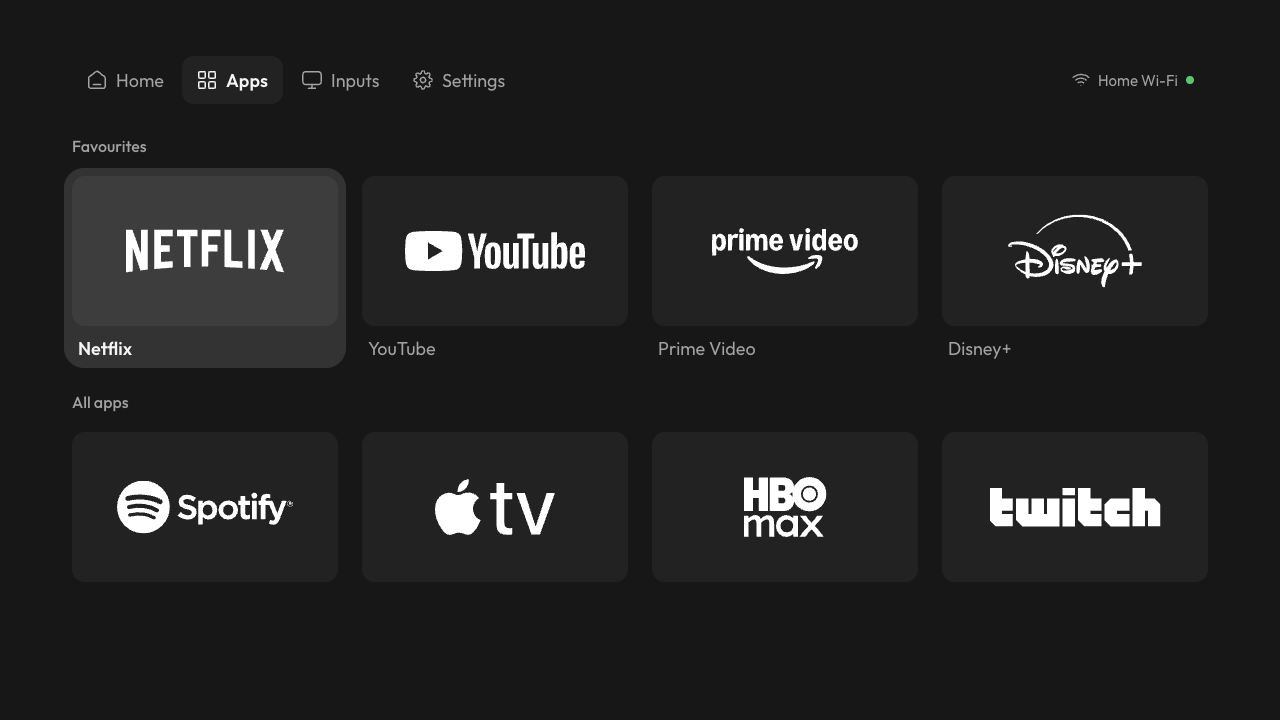 Home Apps Inputs Settings Home Wi-Fi
Favourites
NETFLIX YouTube prime video Disney+
Netflix YouTube Prime Video Disney+
All apps
Spotify tv HBO max twitch